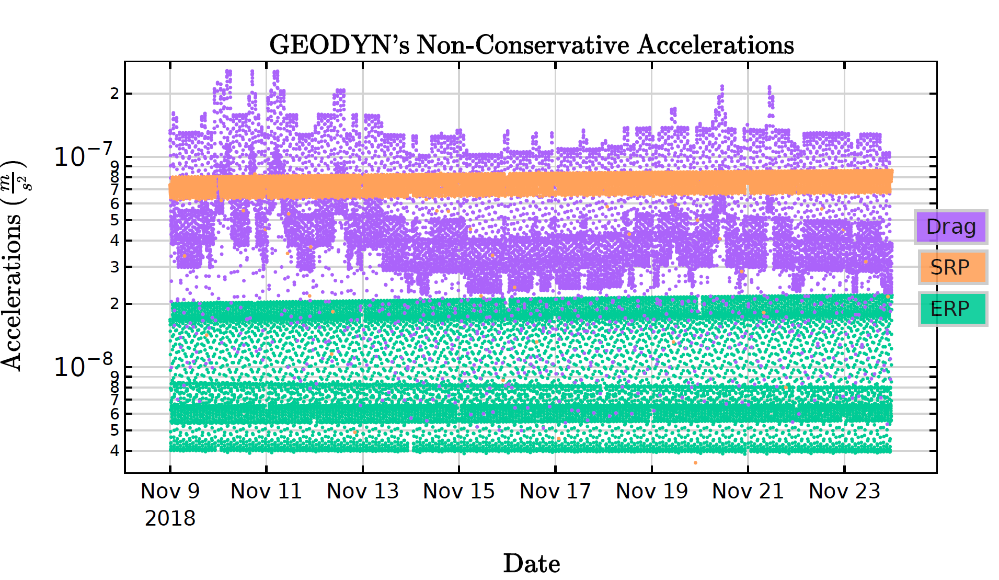 GEODYN's Non-Conservative Accelerations
Accelerations (m/s²)
2
10⁻⁷
9
8
7
6
5
4
3
2
10⁻⁸
9
8
7
6
5
4
Drag
SRP
ERP
Nov 9 Nov 11 Nov 13 Nov 15 Nov 17 Nov 19 Nov 21 Nov 23
2018
Date